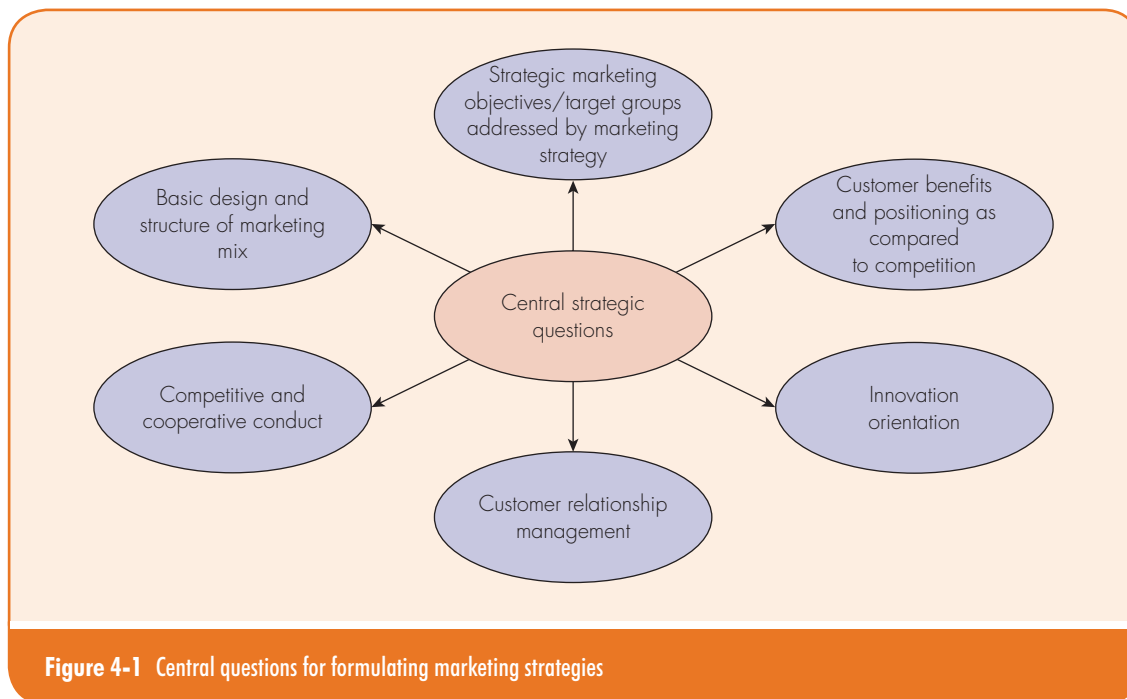 Strategic marketing
objectives/target groups
addressed by marketing
strategy
Basic design and
structure of marketing
mix
Customer benefits
and positioning as
compared
to competition
Central strategic
questions
Competitive and
cooperative conduct
Innovation
orientation
Customer relationship
management
Figure 4-1 Central questions for formulating marketing strategies